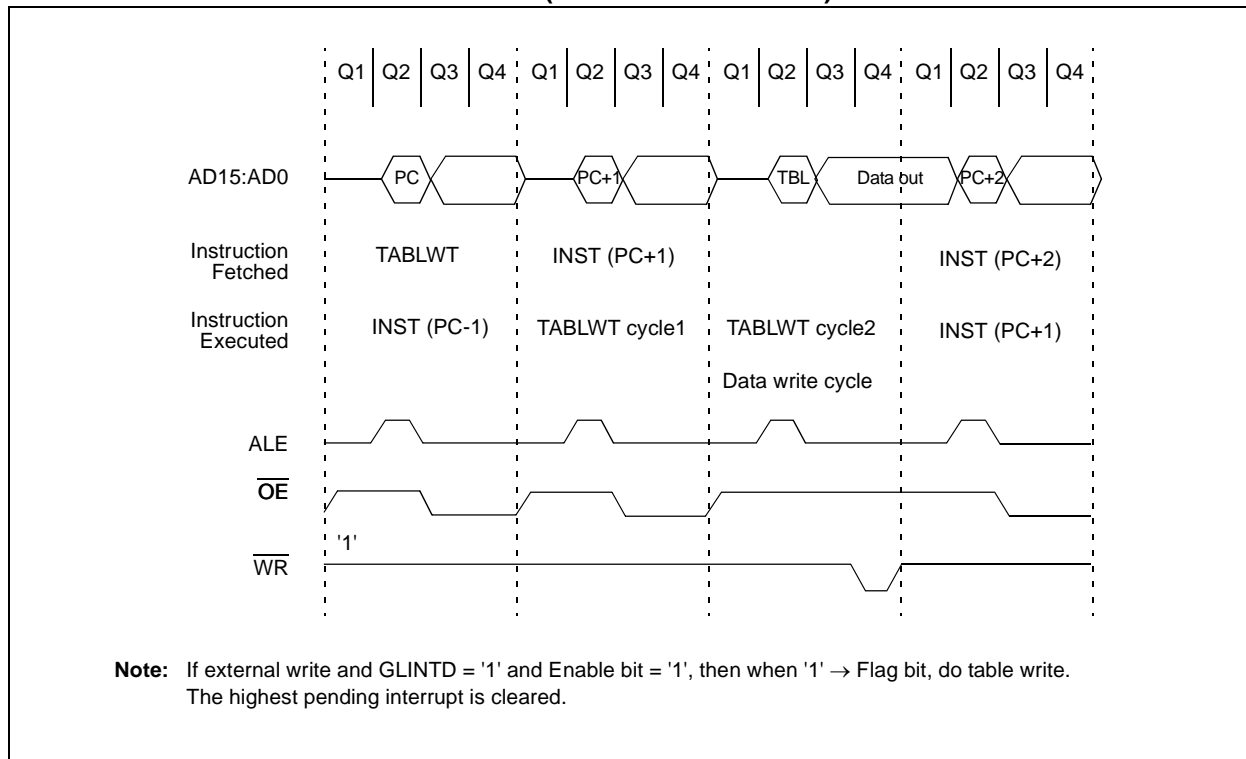 Q1 Q2 Q3 Q4 Q1 Q2 Q3 Q4 Q1 Q2 Q3 Q4 Q1 Q2 Q3 Q4
AD15:AD0 PC PC+1 TBL Data out PC+2
Instruction Fetched TABLWT INST (PC+1) INST (PC+2)
Instruction Executed INST (PC-1) TABLWT cycle1 TABLWT cycle2 INST (PC+1)
Data write cycle
ALE
OE
'1'
WR
Note: If external write and GLINTD = '1' and Enable bit = '1', then when '1' → Flag bit, do table write.
The highest pending interrupt is cleared.